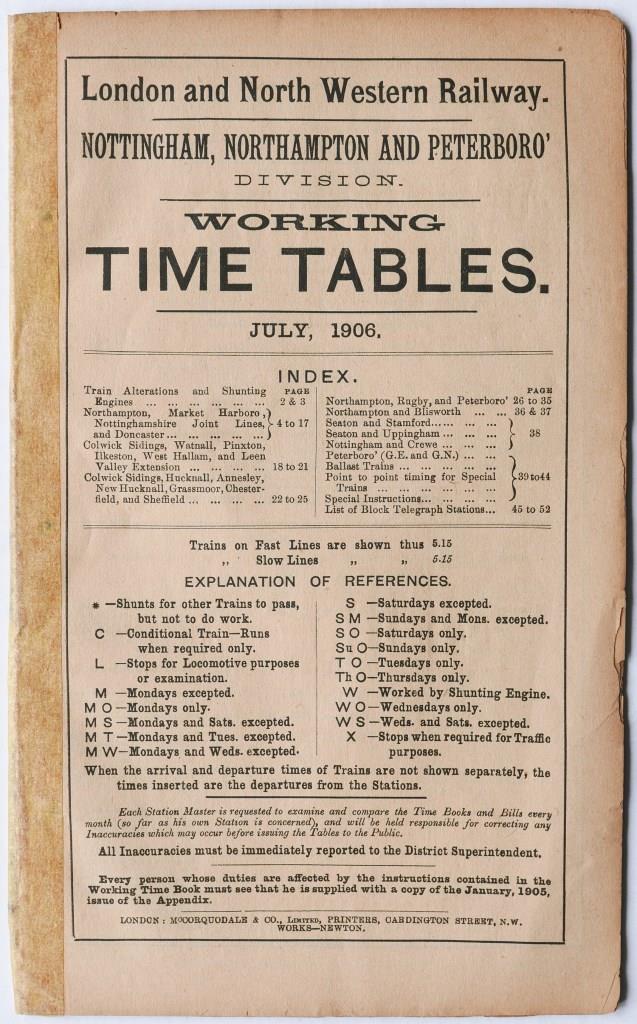 London and North Western Railway.
NOTTINGHAM, NORTHAMPTON AND PETERBORO'
DIVISION.
WORKING
TIME TABLES.
JULY, 1906.
INDEX.
PAGE
Train Alterations and Shunting
Engines ... ... ... ... ... ... ... 2 & 3
Northampton, Market Harboro,
Nottinghamshire Joint Lines,
and Doncaster ... ... ... ... ... 4 to 17
Colwick Sidings, Watnall, Pinxton,
Ilkeston, West Hallam, and Leen
Valley Extension ... ... ... ... 18 to 21
Colwick Sidings, Hucknall, Annesley,
New Hucknall, Grassmoor, Chester-
field, and Sheffield ... ... ... ... 22 to 25
PAGE
Northampton, Rugby, and Peterboro' 26 to 35
Northampton and Blisworth ... ... 36 & 37
Seaton and Stamford... ... ... ...
Seaton and Uppingham ... ... ... 38
Nottingham and Crewe ... ... ...
Peterboro' (G.E. and G.N.) ... ...
Ballast Trains ... ... ... ... ...
Point to point timing for Special
Trains ... ... ... ... ... ... ... 39 to 44
Special Instructions... ... ... ...
List of Block Telegraph Stations... 45 to 52
Trains on Fast Lines are shown thus 5.15
„ Slow Lines „ „ 5.15
EXPLANATION OF REFERENCES.
* —Shunts for other Trains to pass,
but not to do work.
C —Conditional Train—Runs
when required only.
L —Stops for Locomotive purposes
or examination.
M —Mondays excepted.
M O—Mondays only.
M S—Mondays and Sats. excepted.
M T—Mondays and Tues. excepted.
M W—Mondays and Weds. excepted.
S —Saturdays excepted.
S M —Sundays and Mons. excepted.
S O —Saturdays only.
Su O—Sundays only.
T O —Tuesdays only.
Th O—Thursdays only.
W —Worked by Shunting Engine.
W O—Wednesdays only.
W S—Weds. and Sats. excepted.
X —Stops when required for Traffic
purposes.
When the arrival and departure times of Trains are not shown separately, the
times inserted are the departures from the Stations.
Each Station Master is requested to examine and compare the Time Books and Bills every
month (so far as his own Station is concerned), and will be held responsible for correcting any
Inaccuracies which may occur before issuing the Tables to the Public.
All Inaccuracies must be immediately reported to the District Superintendent.
Every person whose duties are affected by the instructions contained in the
Working Time Book must see that he is supplied with a copy of the January, 1905,
issue of the Appendix.
LONDON: McCORQUODALE & CO., LIMITED, PRINTERS, CARDINGTON STREET, N.W.
WORKS—NEWTON.